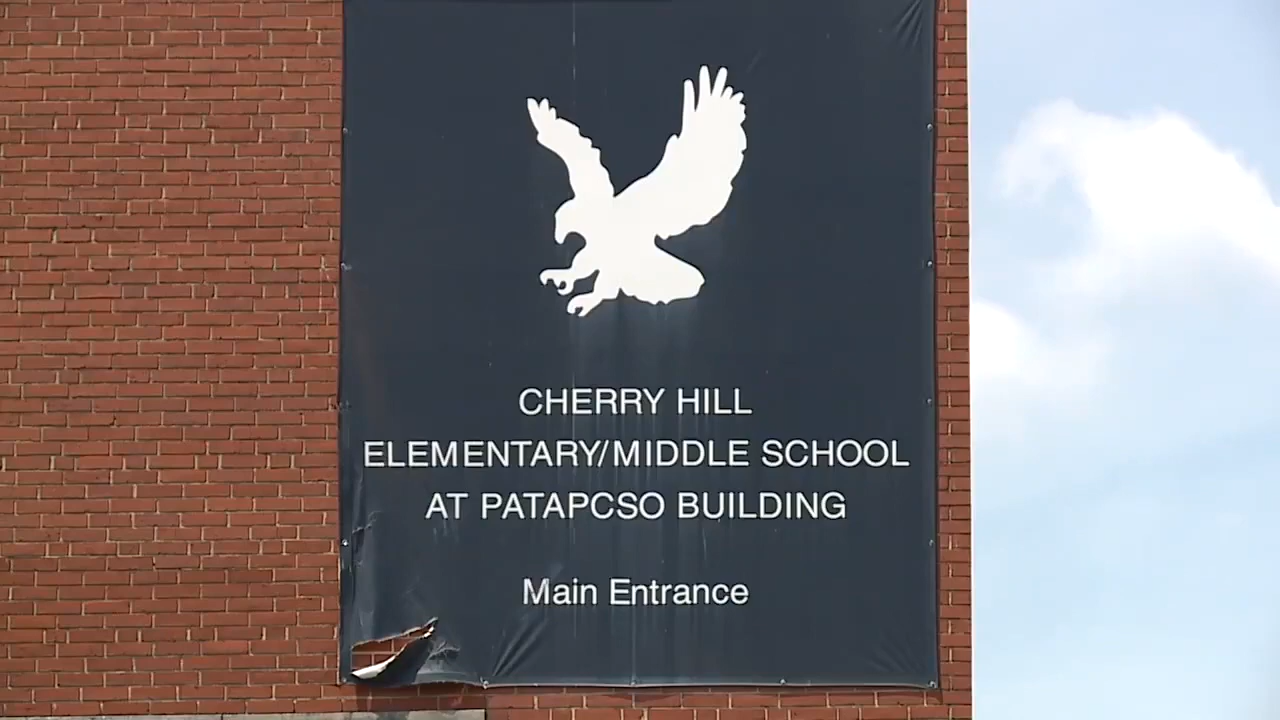 CHERRY HILL
ELEMENTARY/MIDDLE SCHOOL
AT PATAPCSO BUILDING
Main Entrance